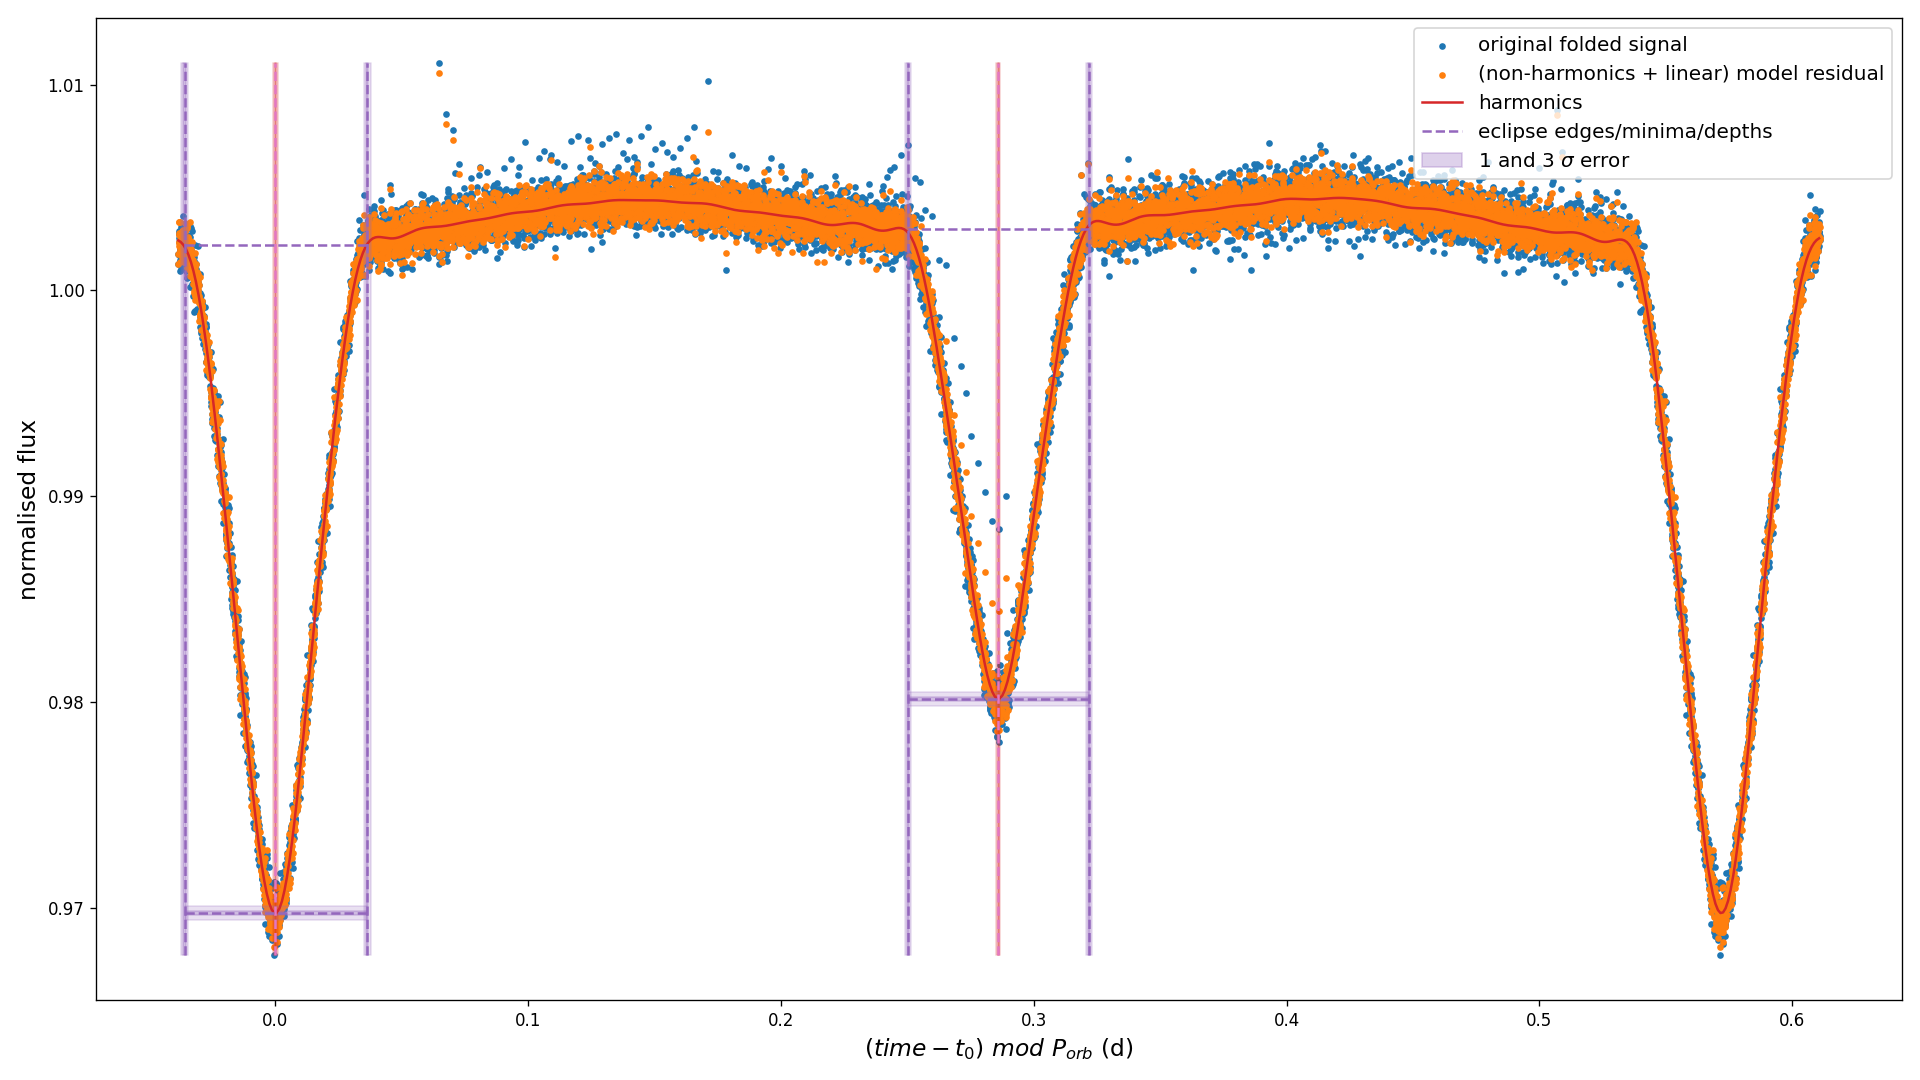 original folded signal
(non-harmonics + linear) model residual
harmonics
eclipse edges/minima/depths
1 and 3 σ error
normalised flux
1.01
1.00
0.99
0.98
0.97
0.0 0.1 0.2 0.3 0.4 0.5 0.6
(time − t₀) mod P_orb (d)